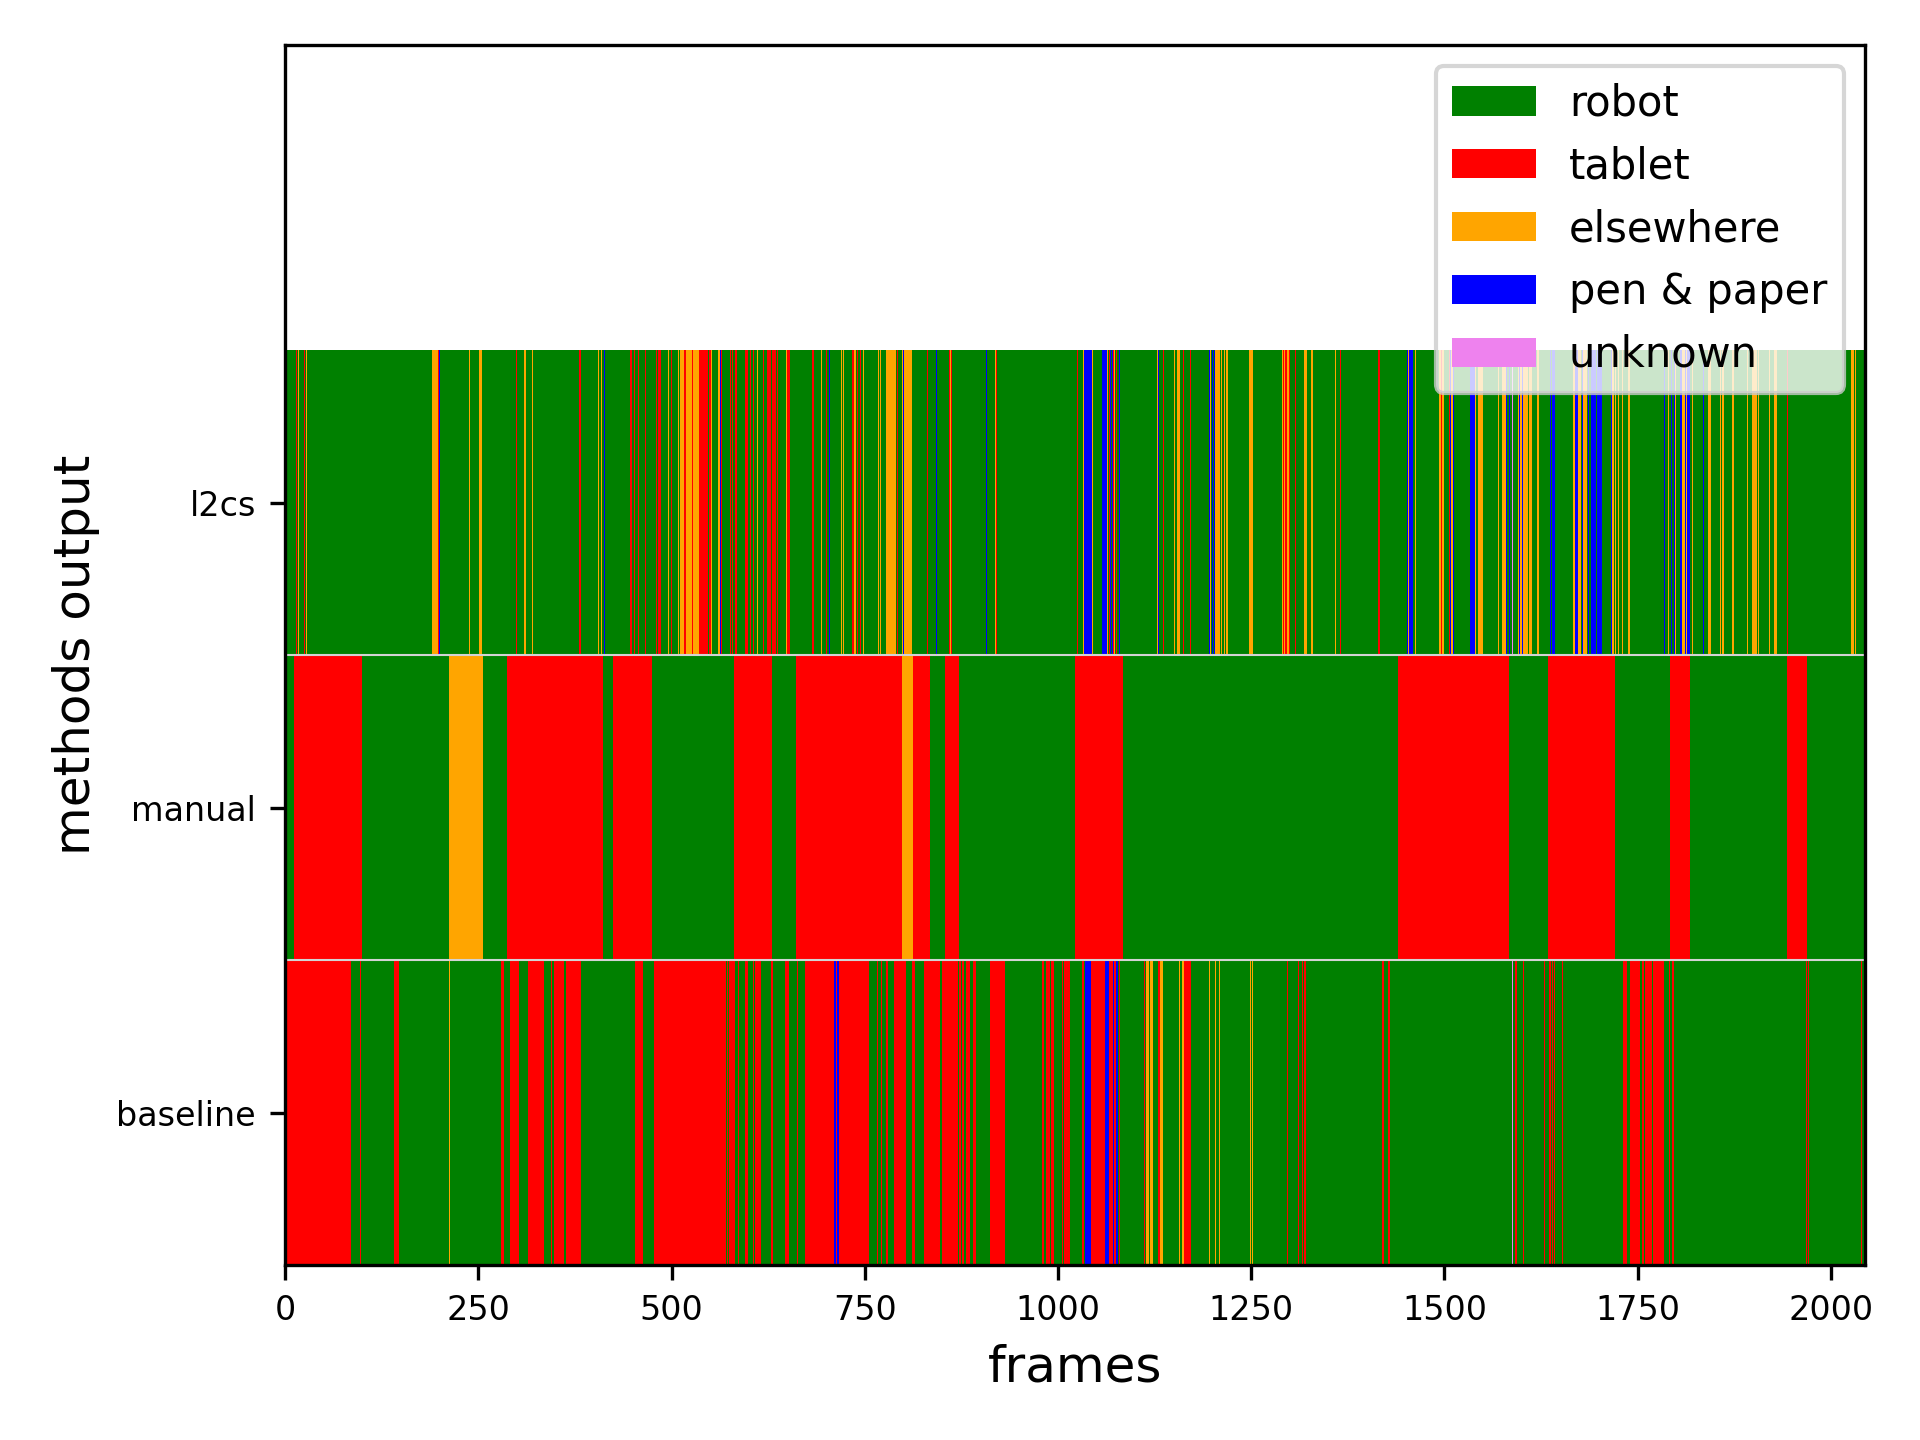 robot
tablet
elsewhere
pen & paper
unknown
methods output
l2cs
manual
baseline
0 250 500 750 1000 1250 1500 1750 2000
frames